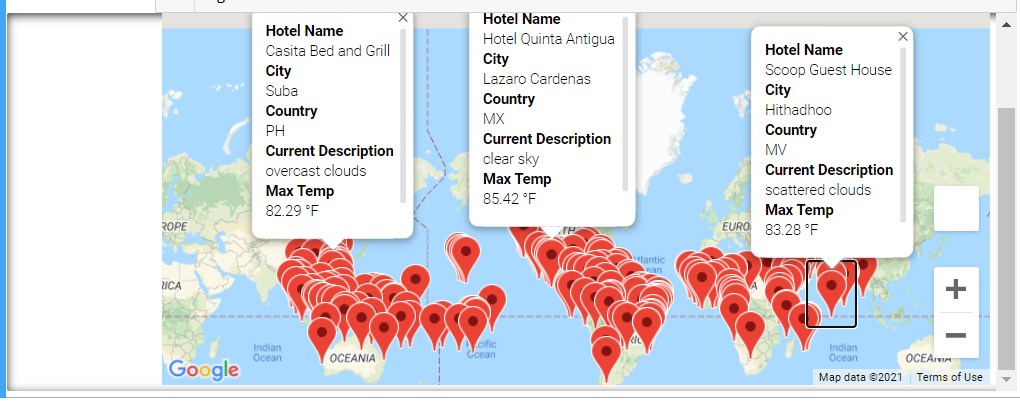 Hotel Name
Casita Bed and Grill
City
Suba
Country
PH
Current Description
overcast clouds
Max Temp
82.29 °F
Hotel Name
Hotel Quinta Antigua
City
Lazaro Cardenas
Country
MX
Current Description
clear sky
Max Temp
85.42 °F
Hotel Name
Scoop Guest House
City
Hithadhoo
Country
MV
Current Description
scattered clouds
Max Temp
83.28 °F
ROPE
RICA
EURO
TH
Atlantic
Ocean
Indian
Ocean
OCEANIA
Pacific
Ocean
Indian
Ocean
OCEANIA
+
−
Google
Map data ©2021
Terms of Use